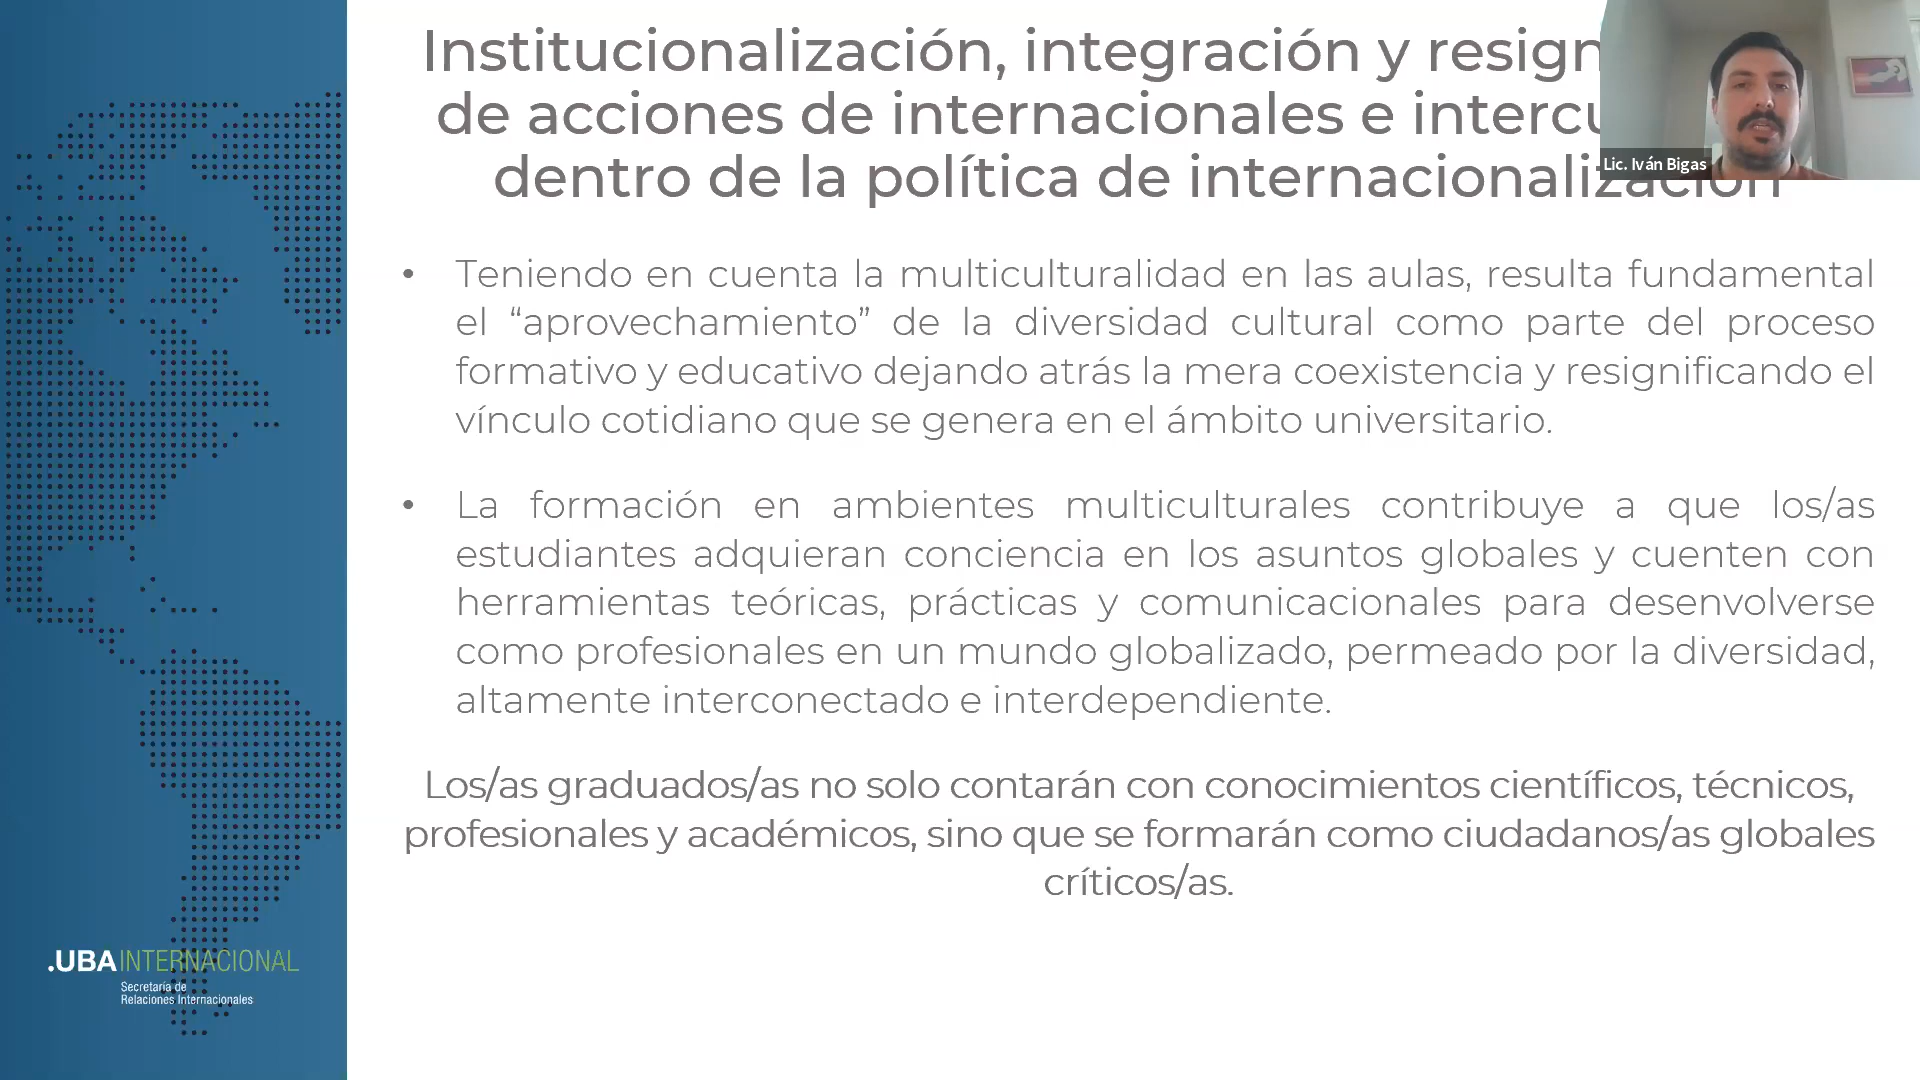 Institucionalización, integración y
de acciones de internacionales e
dentro de la política de internacionalización
Lic. Iván Bigas
• Teniendo en cuenta la multiculturalidad en las aulas, resulta fundamental
el “aprovechamiento” de la diversidad cultural como parte del proceso
formativo y educativo dejando atrás la mera coexistencia y resignificando el
vínculo cotidiano que se genera en el ámbito universitario.
• La formación en ambientes multiculturales contribuye a que los/as
estudiantes adquieran conciencia en los asuntos globales y cuenten con
herramientas teóricas, prácticas y comunicacionales para desenvolverse
como profesionales en un mundo globalizado, permeado por la diversidad,
altamente interconectado e interdependiente.
Los/as graduados/as no solo contarán con conocimientos científicos, técnicos,
profesionales y académicos, sino que se formarán como ciudadanos/as globales
críticos/as.
.UBAINTERNACIONAL
Secretaría de
Relaciones Internacionales